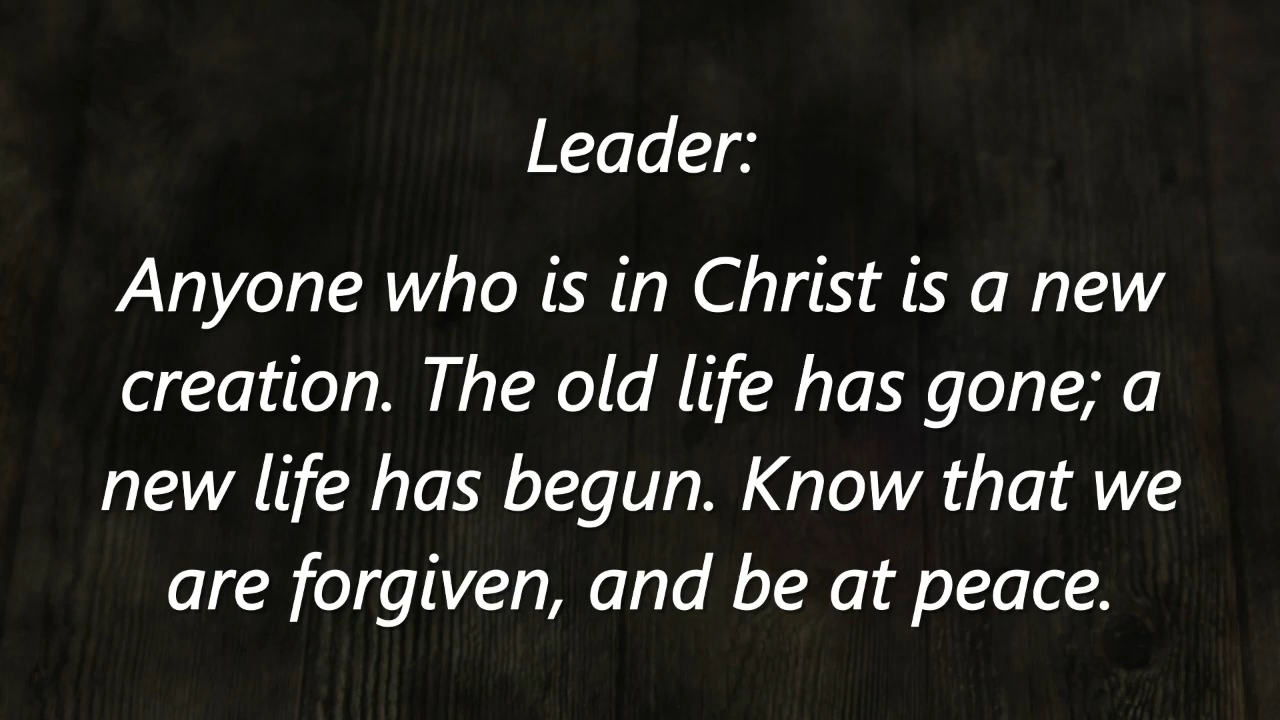 Leader:
Anyone who is in Christ is a new
creation. The old life has gone; a
new life has begun. Know that we
are forgiven, and be at peace.